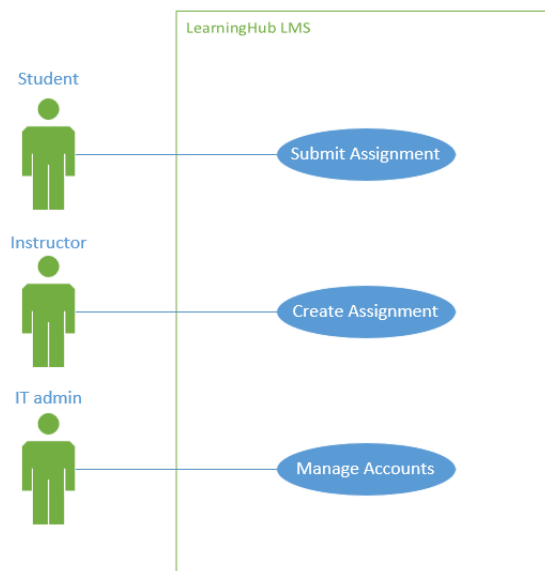 LearningHub LMS
Student
Submit Assignment
Instructor
Create Assignment
IT admin
Manage Accounts